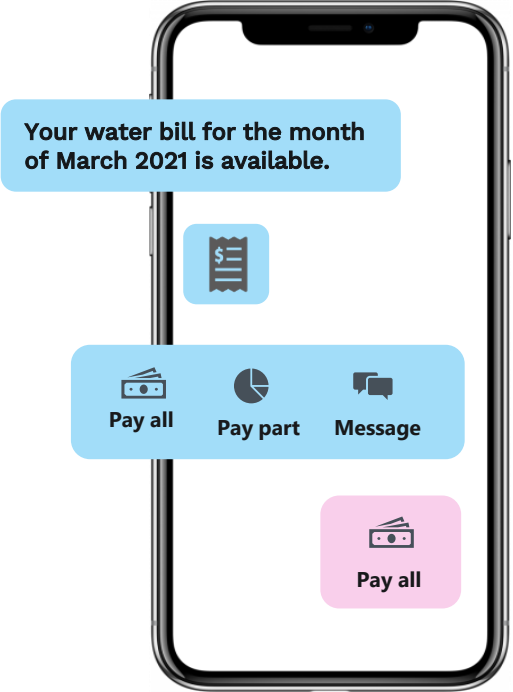 Your water bill for the month
of March 2021 is available.
$
Pay all
Pay part
Message
Pay all